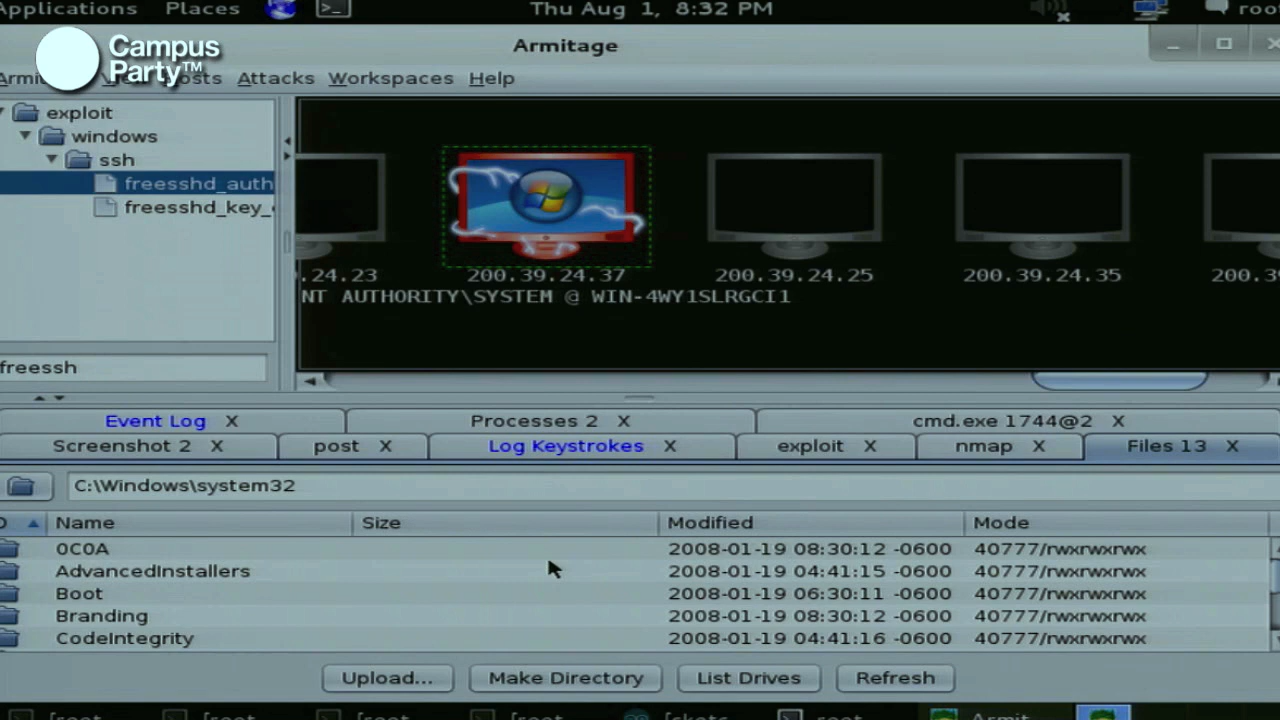 Applications Places Thu Aug 1, 8:32 PM
Campus
Party™
Armitage
Attacks Workspaces Help
exploit
windows
ssh
freesshd_auth
freesshd_key_
freessh
.24.23 200.39.24.37 200.39.24.25 200.39.24.35 200.39
NT AUTHORITY\SYSTEM @ WIN-4WY1SLRGCI1
Event Log X Processes 2 X cmd.exe 1744@2 X
Screenshot 2 X post X Log Keystrokes X exploit X nmap X Files 13 X
C:\Windows\system32
Name Size Modified Mode
0C0A 2008-01-19 08:30:12 -0600 40777/rwxrwxrwx
AdvancedInstallers 2008-01-19 04:41:15 -0600 40777/rwxrwxrwx
Boot 2008-01-19 06:30:11 -0600 40777/rwxrwxrwx
Branding 2008-01-19 08:30:12 -0600 40777/rwxrwxrwx
CodeIntegrity 2008-01-19 04:41:16 -0600 40777/rwxrwxrwx
Upload... Make Directory List Drives Refresh